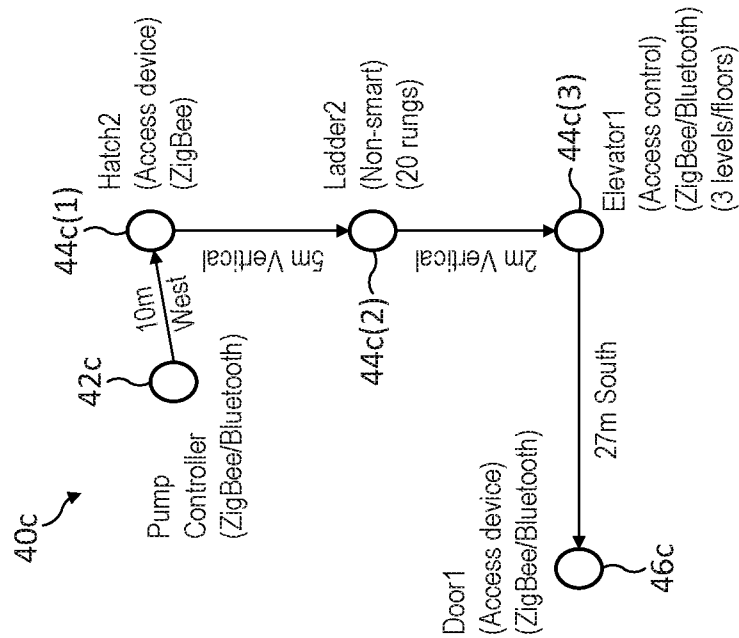 40c
42c
Pump
Controller
(ZigBee/Bluetooth)
10m
West
44c(1)
Hatch2
(Access device)
(ZigBee)
5m Vertical
44c(2)
Ladder2
(Non-smart)
(20 rungs)
2m Vertical
44c(3)
Elevator1
(Access control)
(ZigBee/Bluetooth)
(3 levels/floors)
27m South
Door1
(Access device)
(ZigBee/Bluetooth)
46c